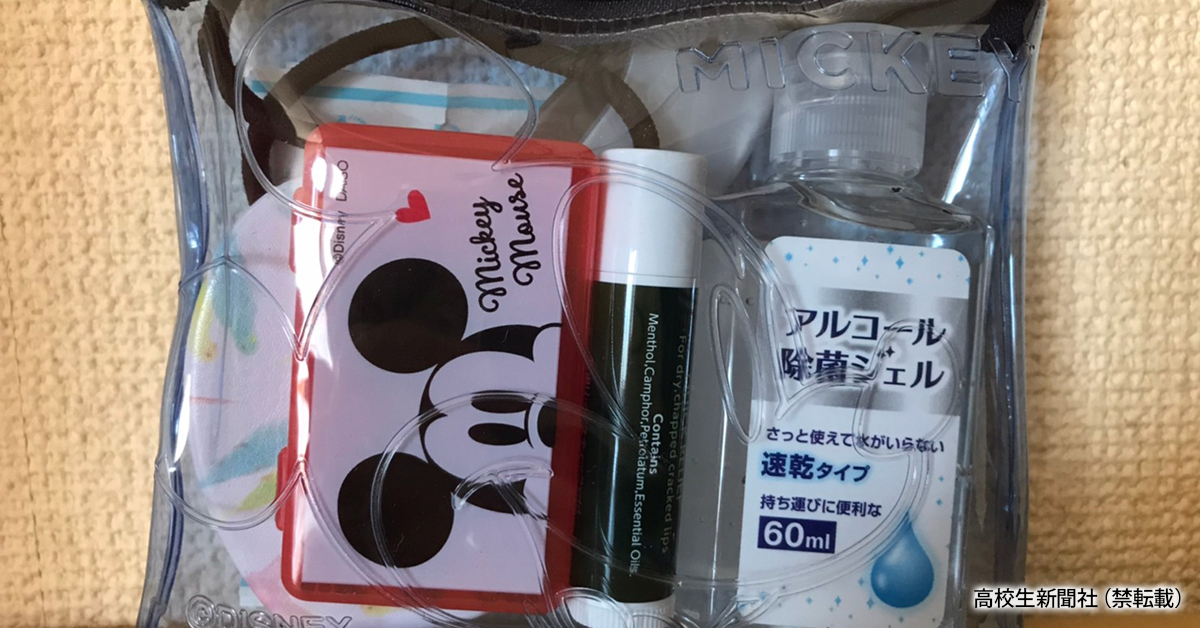 MICKEY
©Disney DAISO
Mickey
Mouse
For dry,chapped cracked lips
Contains
Menthol,Camphor,Petrolatum,Essential Oils.
アルコール
除菌ジェル
さっと使えて水がいらない
速乾タイプ
持ち運びに便利な
60ml
©DISNEY
高校生新聞社（禁転載）